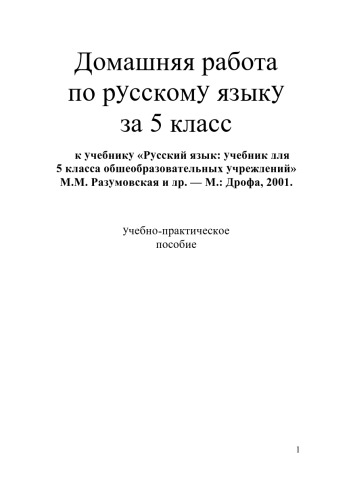 Домашняя работа
по русскому языку
за 5 класс
к учебнику «Русский язык: учебник для
5 класса общеобразовательных учреждений»
М.М. Разумовская и др. — М.: Дрофа, 2001.
Учебно-практическое
пособие
1